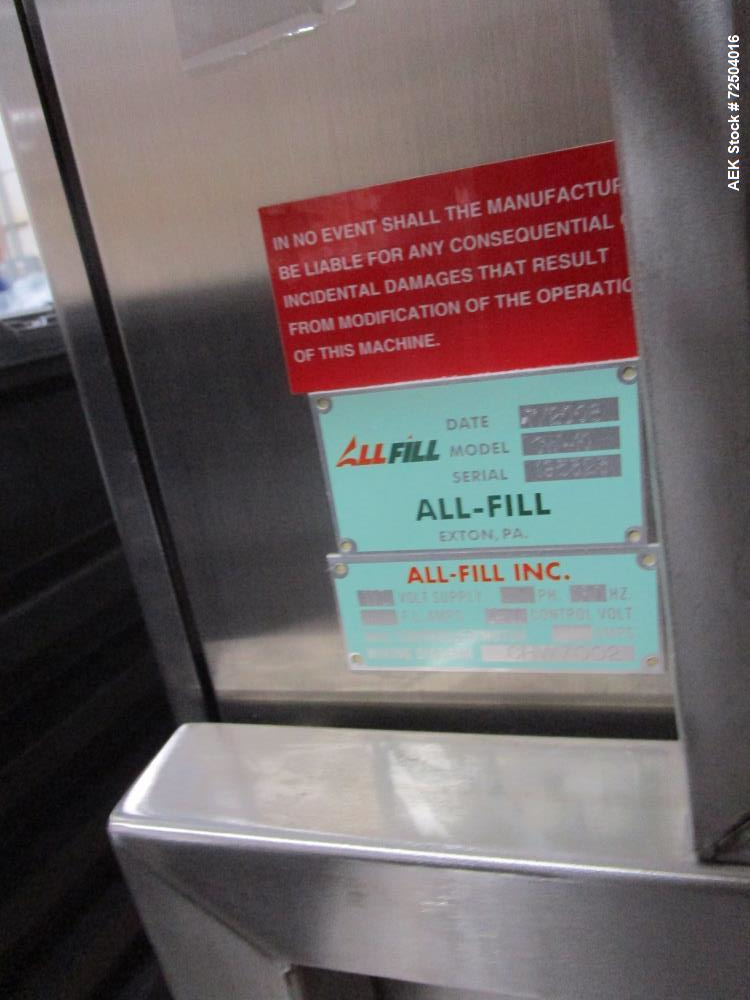 AEK Stock # 72504016
IN NO EVENT SHALL THE MANUFACTUR
BE LIABLE FOR ANY CONSEQUENTIAL
INCIDENTAL DAMAGES THAT RESULT
FROM MODIFICATION OF THE OPERATIO
OF THIS MACHINE.
ALLFILL
DATE
MODEL
SERIAL
ALL-FILL
EXTON, PA.
ALL-FILL INC.
VOLT SUPPLY PH. HZ.
F.L. AMPS CONTROL VOLT
AMPS
WIRING DIAGRAM